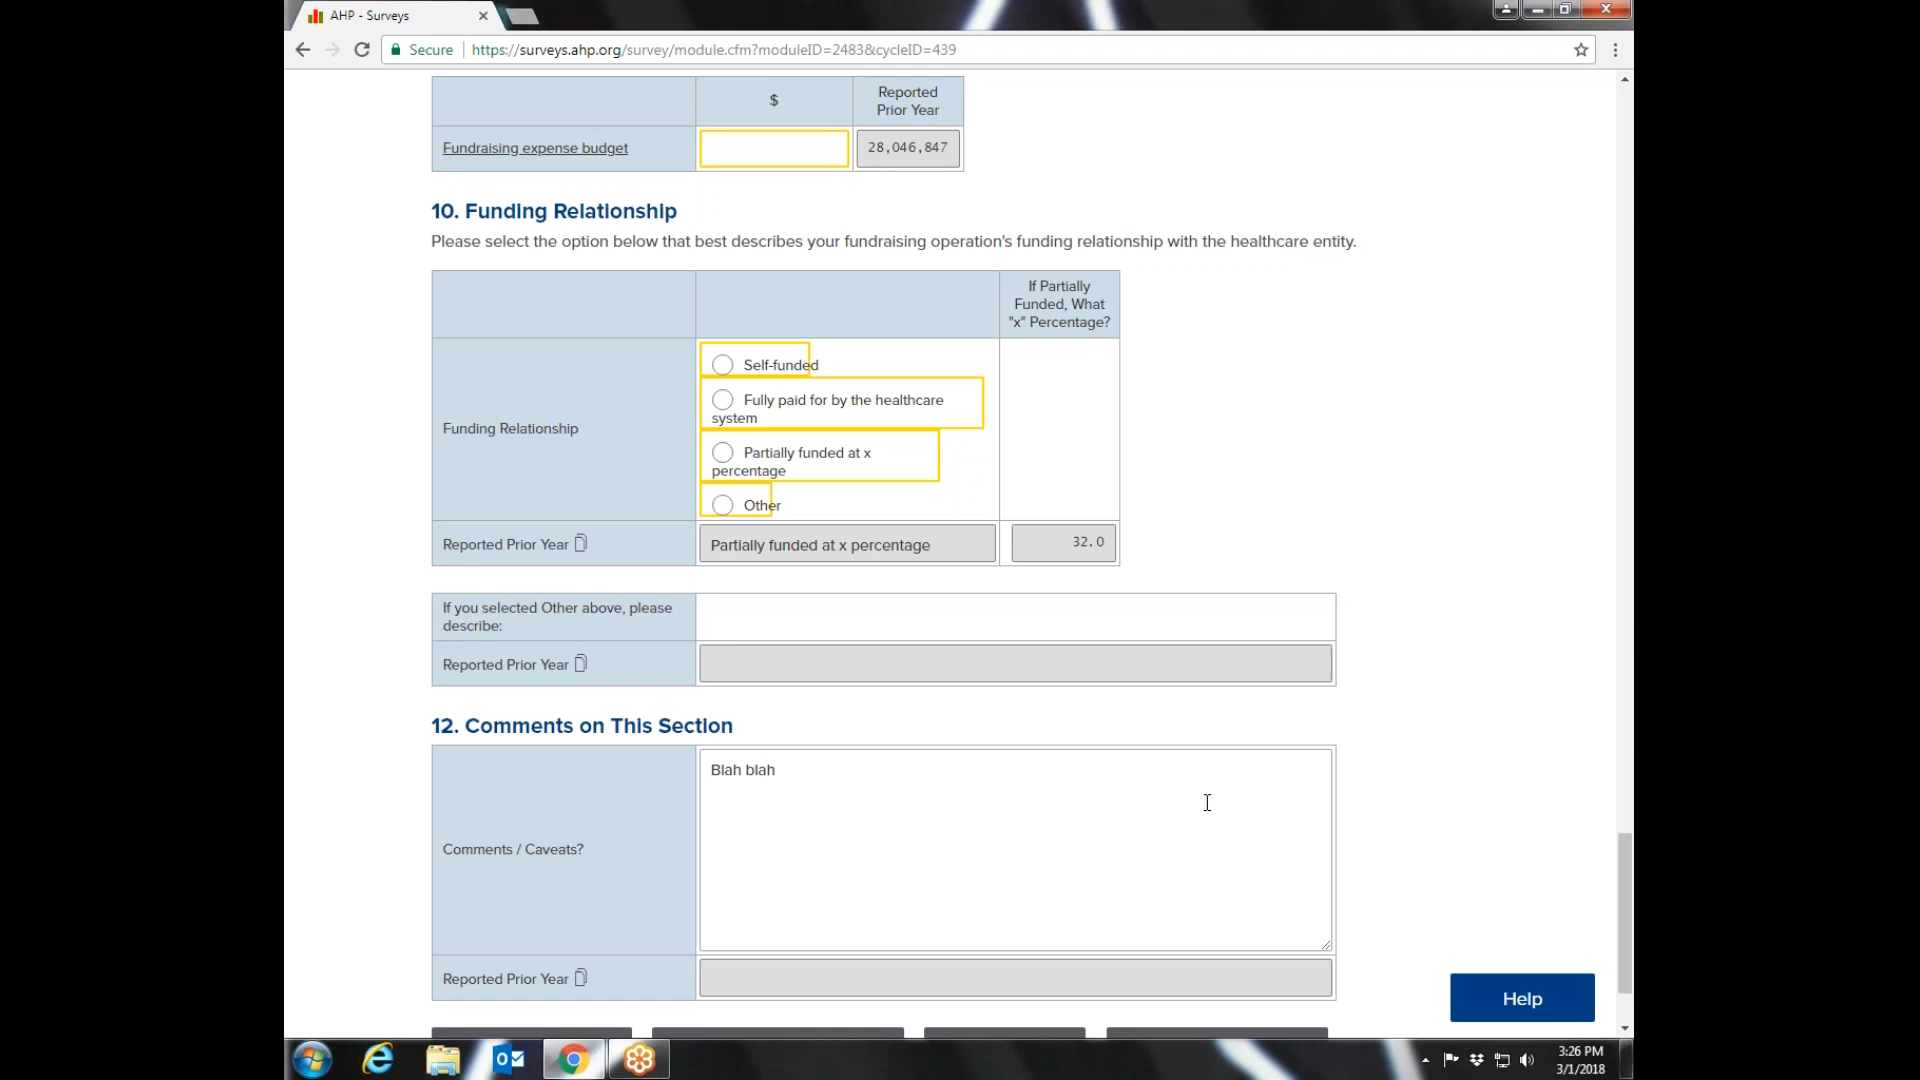 AHP - Surveys
Secure
https://surveys.ahp.org/survey/module.cfm?moduleID=2483&cycleID=439
$
Reported
Prior Year
Fundraising expense budget
28,046,847
10. Funding Relationship
Please select the option below that best describes your fundraising operation's funding relationship with the healthcare entity.
If Partially
Funded, What
"x" Percentage?
Funding Relationship
Self-funded
Fully paid for by the healthcare
system
Partially funded at x
percentage
Other
Reported Prior Year
Partially funded at x percentage
32.0
If you selected Other above, please
describe:
Reported Prior Year
12. Comments on This Section
Comments / Caveats?
Blah blah
Reported Prior Year
Help
3:26 PM
3/1/2018